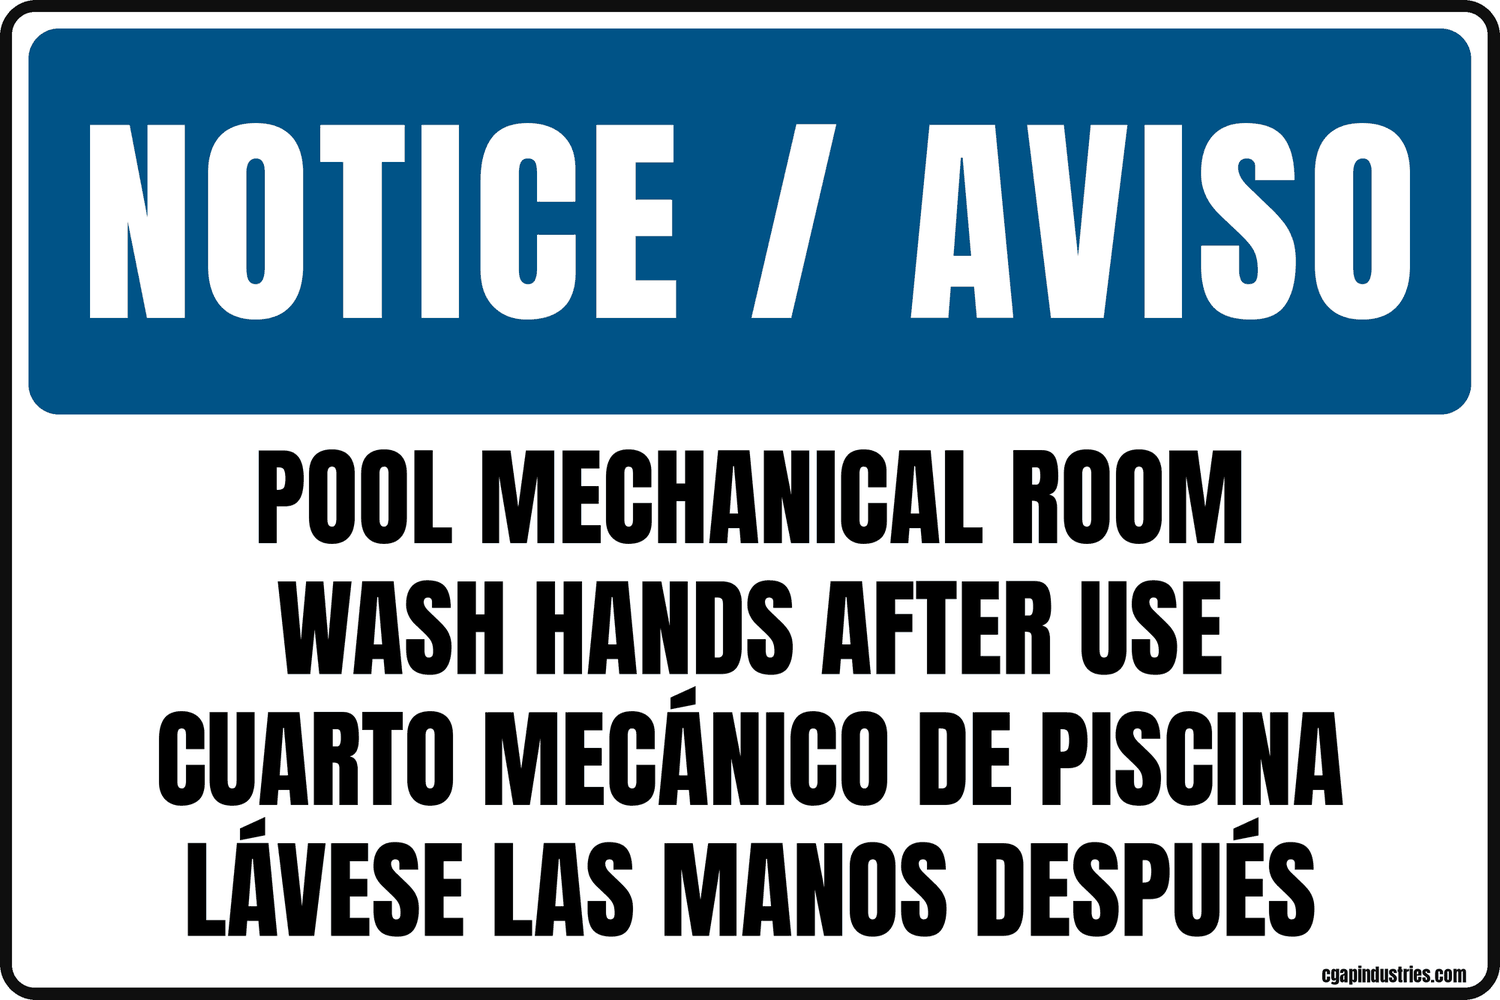 NOTICE / AVISO
POOL MECHANICAL ROOM
WASH HANDS AFTER USE
CUARTO MECÁNICO DE PISCINA
LÁVESE LAS MANOS DESPUÉS
cgapindustries.com